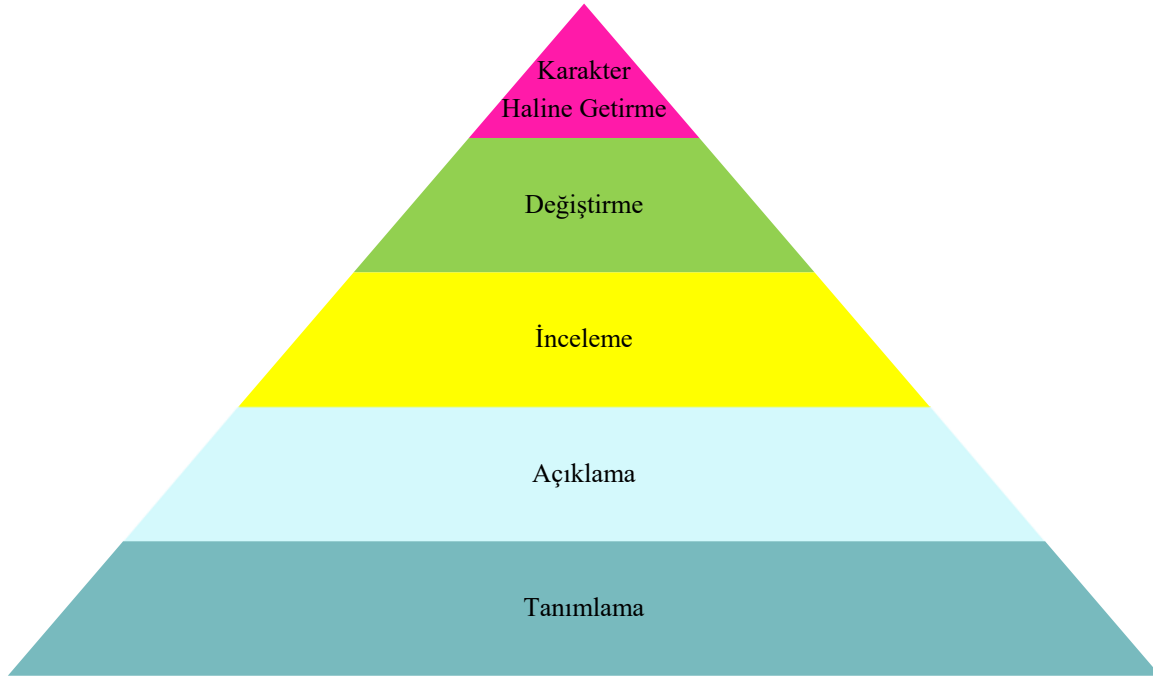 Karakter
Haline Getirme
Değiştirme
İnceleme
Açıklama
Tanımlama